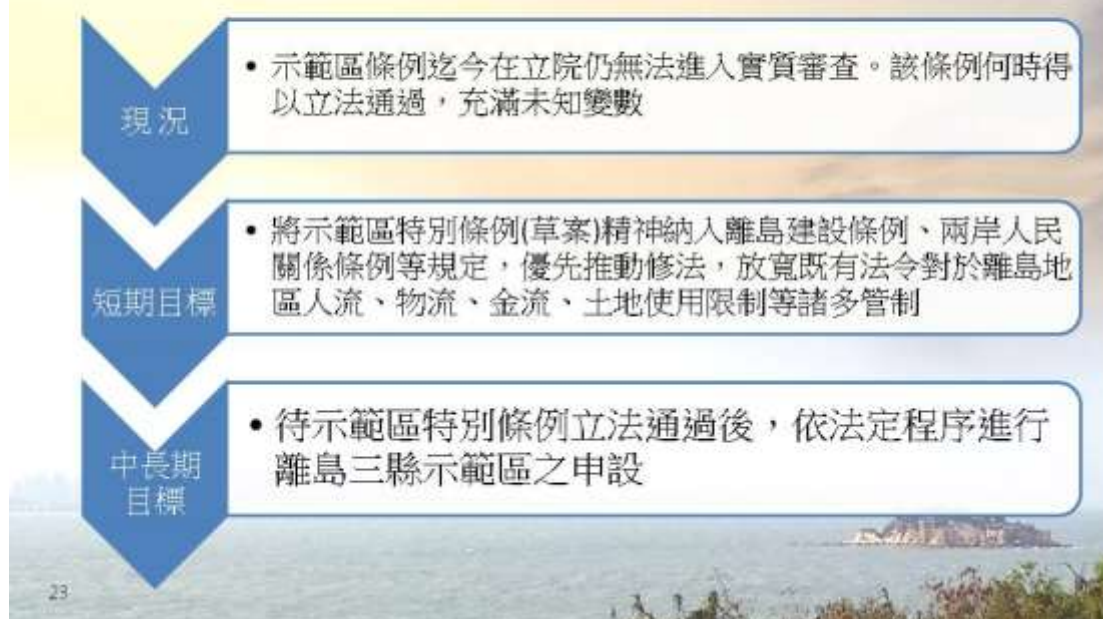 現況
• 示範區條例迄今在立院仍無法進入實質審查。該條例何時得
以立法通過，充滿未知變數
短期目標
• 將示範區特別條例(草案)精神納入離島建設條例、兩岸人民
關係條例等規定，優先推動修法，放寬既有法令對於離島地
區人流、物流、金流、土地使用限制等諸多管制
中長期
目標
• 待示範區特別條例立法通過後，依法定程序進行
離島三縣示範區之申設
23